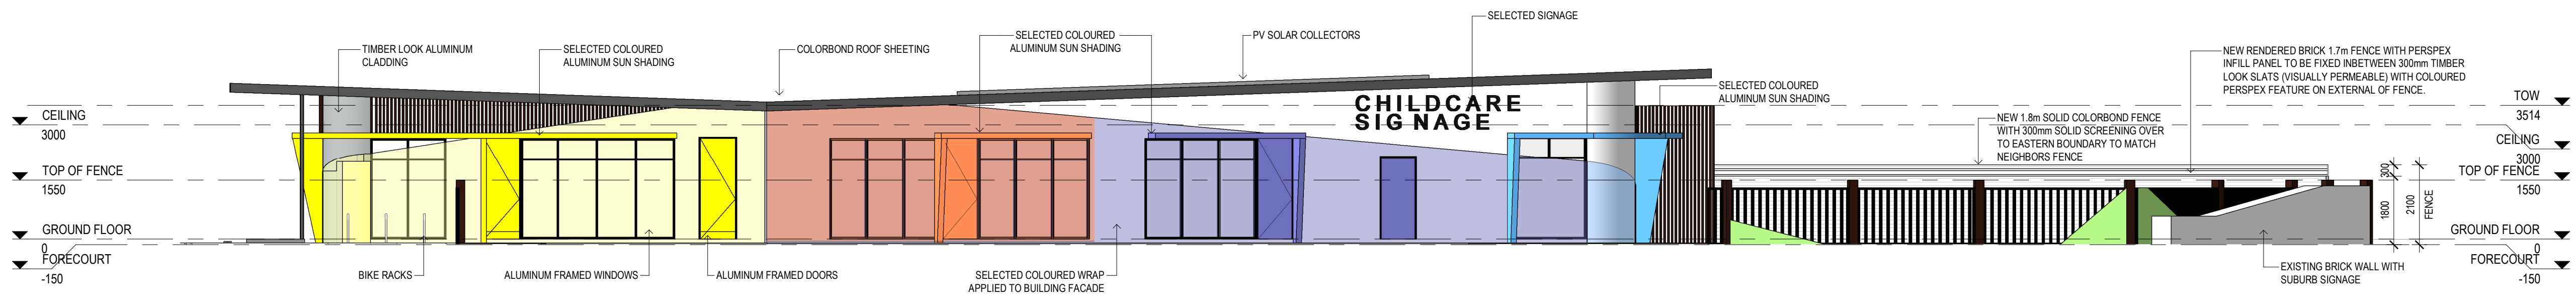 SELECTED SIGNAGE
TIMBER LOOK ALUMINUM
CLADDING
SELECTED COLOURED
ALUMINUM SUN SHADING
COLORBOND ROOF SHEETING
SELECTED COLOURED
ALUMINUM SUN SHADING
PV SOLAR COLLECTORS
NEW RENDERED BRICK 1.7m FENCE WITH PERSPEX
INFILL PANEL TO BE FIXED INBETWEEN 300mm TIMBER
LOOK SLATS (VISUALLY PERMEABLE) WITH COLOURED
PERSPEX FEATURE ON EXTERNAL OF FENCE.
SELECTED COLOURED
ALUMINUM SUN SHADING
CHILDCARE
SIGNAGE
CEILING
3000
TOP OF FENCE
1550
GROUND FLOOR
0
FORECOURT
-150
NEW 1.8m SOLID COLORBOND FENCE
WITH 300mm SOLID SCREENING OVER
TO EASTERN BOUNDARY TO MATCH
NEIGHBORS FENCE
TOW
3514
CEILING
3000
TOP OF FENCE
1550
300
1800
2100
FENCE
GROUND FLOOR
0
FORECOURT
-150
BIKE RACKS
ALUMINUM FRAMED WINDOWS
ALUMINUM FRAMED DOORS
SELECTED COLOURED WRAP
APPLIED TO BUILDING FACADE
EXISTING BRICK WALL WITH
SUBURB SIGNAGE